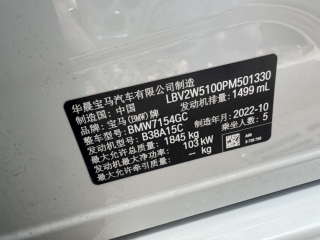 华晨宝马汽车有限公司制造
制造国：中国 LBV2W5100PM501330
品牌：宝马(BMW)牌 发动机排量：1499 mL
整车型号：BMW7154GC
发动机型号：B38A15C 制造年月：2022-10
最大允许总质量：1845 kg 乘坐人数：5
发动机最大净功率：103 kW
最大允许牵引质量：-- kg